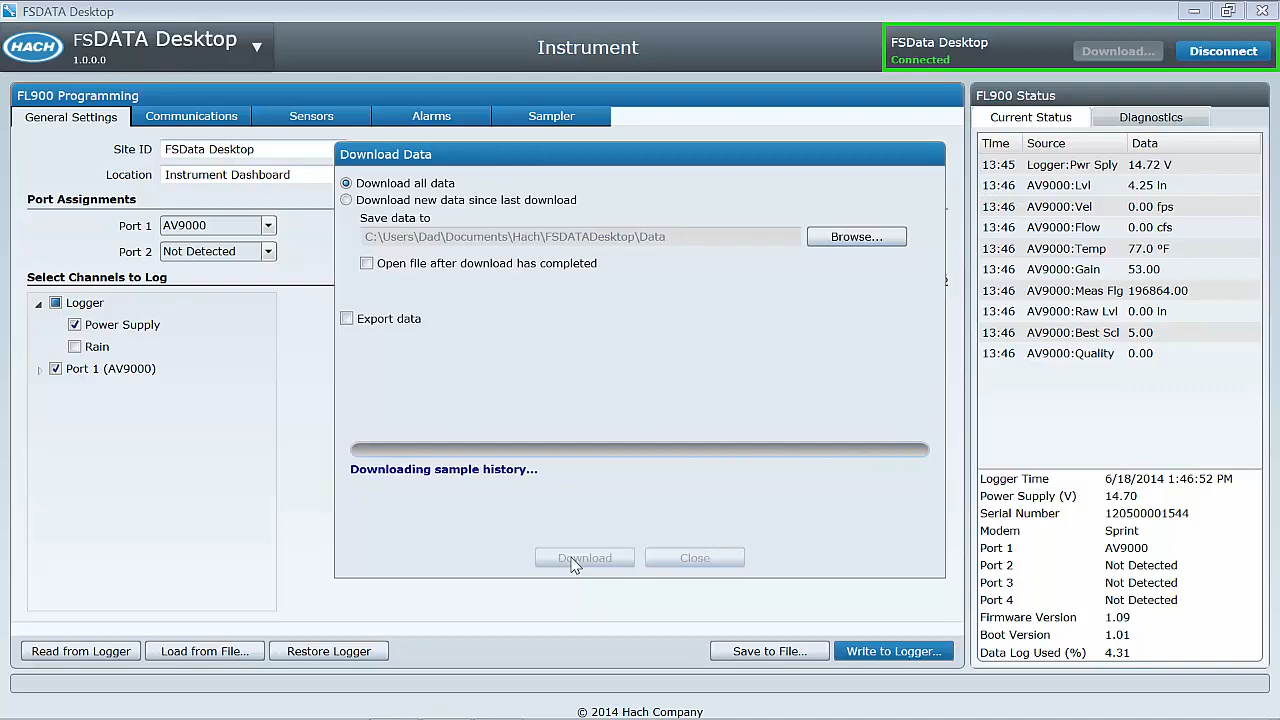 FSDATA Desktop
HACH
FSDATA Desktop
1.0.0.0
Instrument
FSData Desktop
Connected
Download...
Disconnect
FL900 Programming
General Settings
Communications
Sensors
Alarms
Sampler
Site ID
FSData Desktop
Location
Instrument Dashboard
Port Assignments
Port 1
AV9000
Port 2
Not Detected
Select Channels to Log
Logger
Power Supply
Rain
Port 1 (AV9000)
Download Data
Download all data
Download new data since last download
Save data to
C:\Users\Dad\Documents\Hach\FSDATADesktop\Data
Browse...
Open file after download has completed
Export data
Downloading sample history...
Download
Close
Read from Logger
Load from File...
Restore Logger
Save to File...
Write to Logger...
FL900 Status
Current Status
Diagnostics
Time Source Data
13:45 Logger:Pwr Sply 14.72 V
13:46 AV9000:Lvl 4.25 in
13:46 AV9000:Vel 0.00 fps
13:46 AV9000:Flow 0.00 cfs
13:46 AV9000:Temp 77.0 ºF
13:46 AV9000:Gain 53.00
13:46 AV9000:Meas Flg 196864.00
13:46 AV9000:Raw Lvl 0.00 in
13:46 AV9000:Best Scl 5.00
13:46 AV9000:Quality 0.00
Logger Time 6/18/2014 1:46:52 PM
Power Supply (V) 14.70
Serial Number 120500001544
Modem Sprint
Port 1 AV9000
Port 2 Not Detected
Port 3 Not Detected
Port 4 Not Detected
Firmware Version 1.09
Boot Version 1.01
Data Log Used (%) 4.31
© 2014 Hach Company